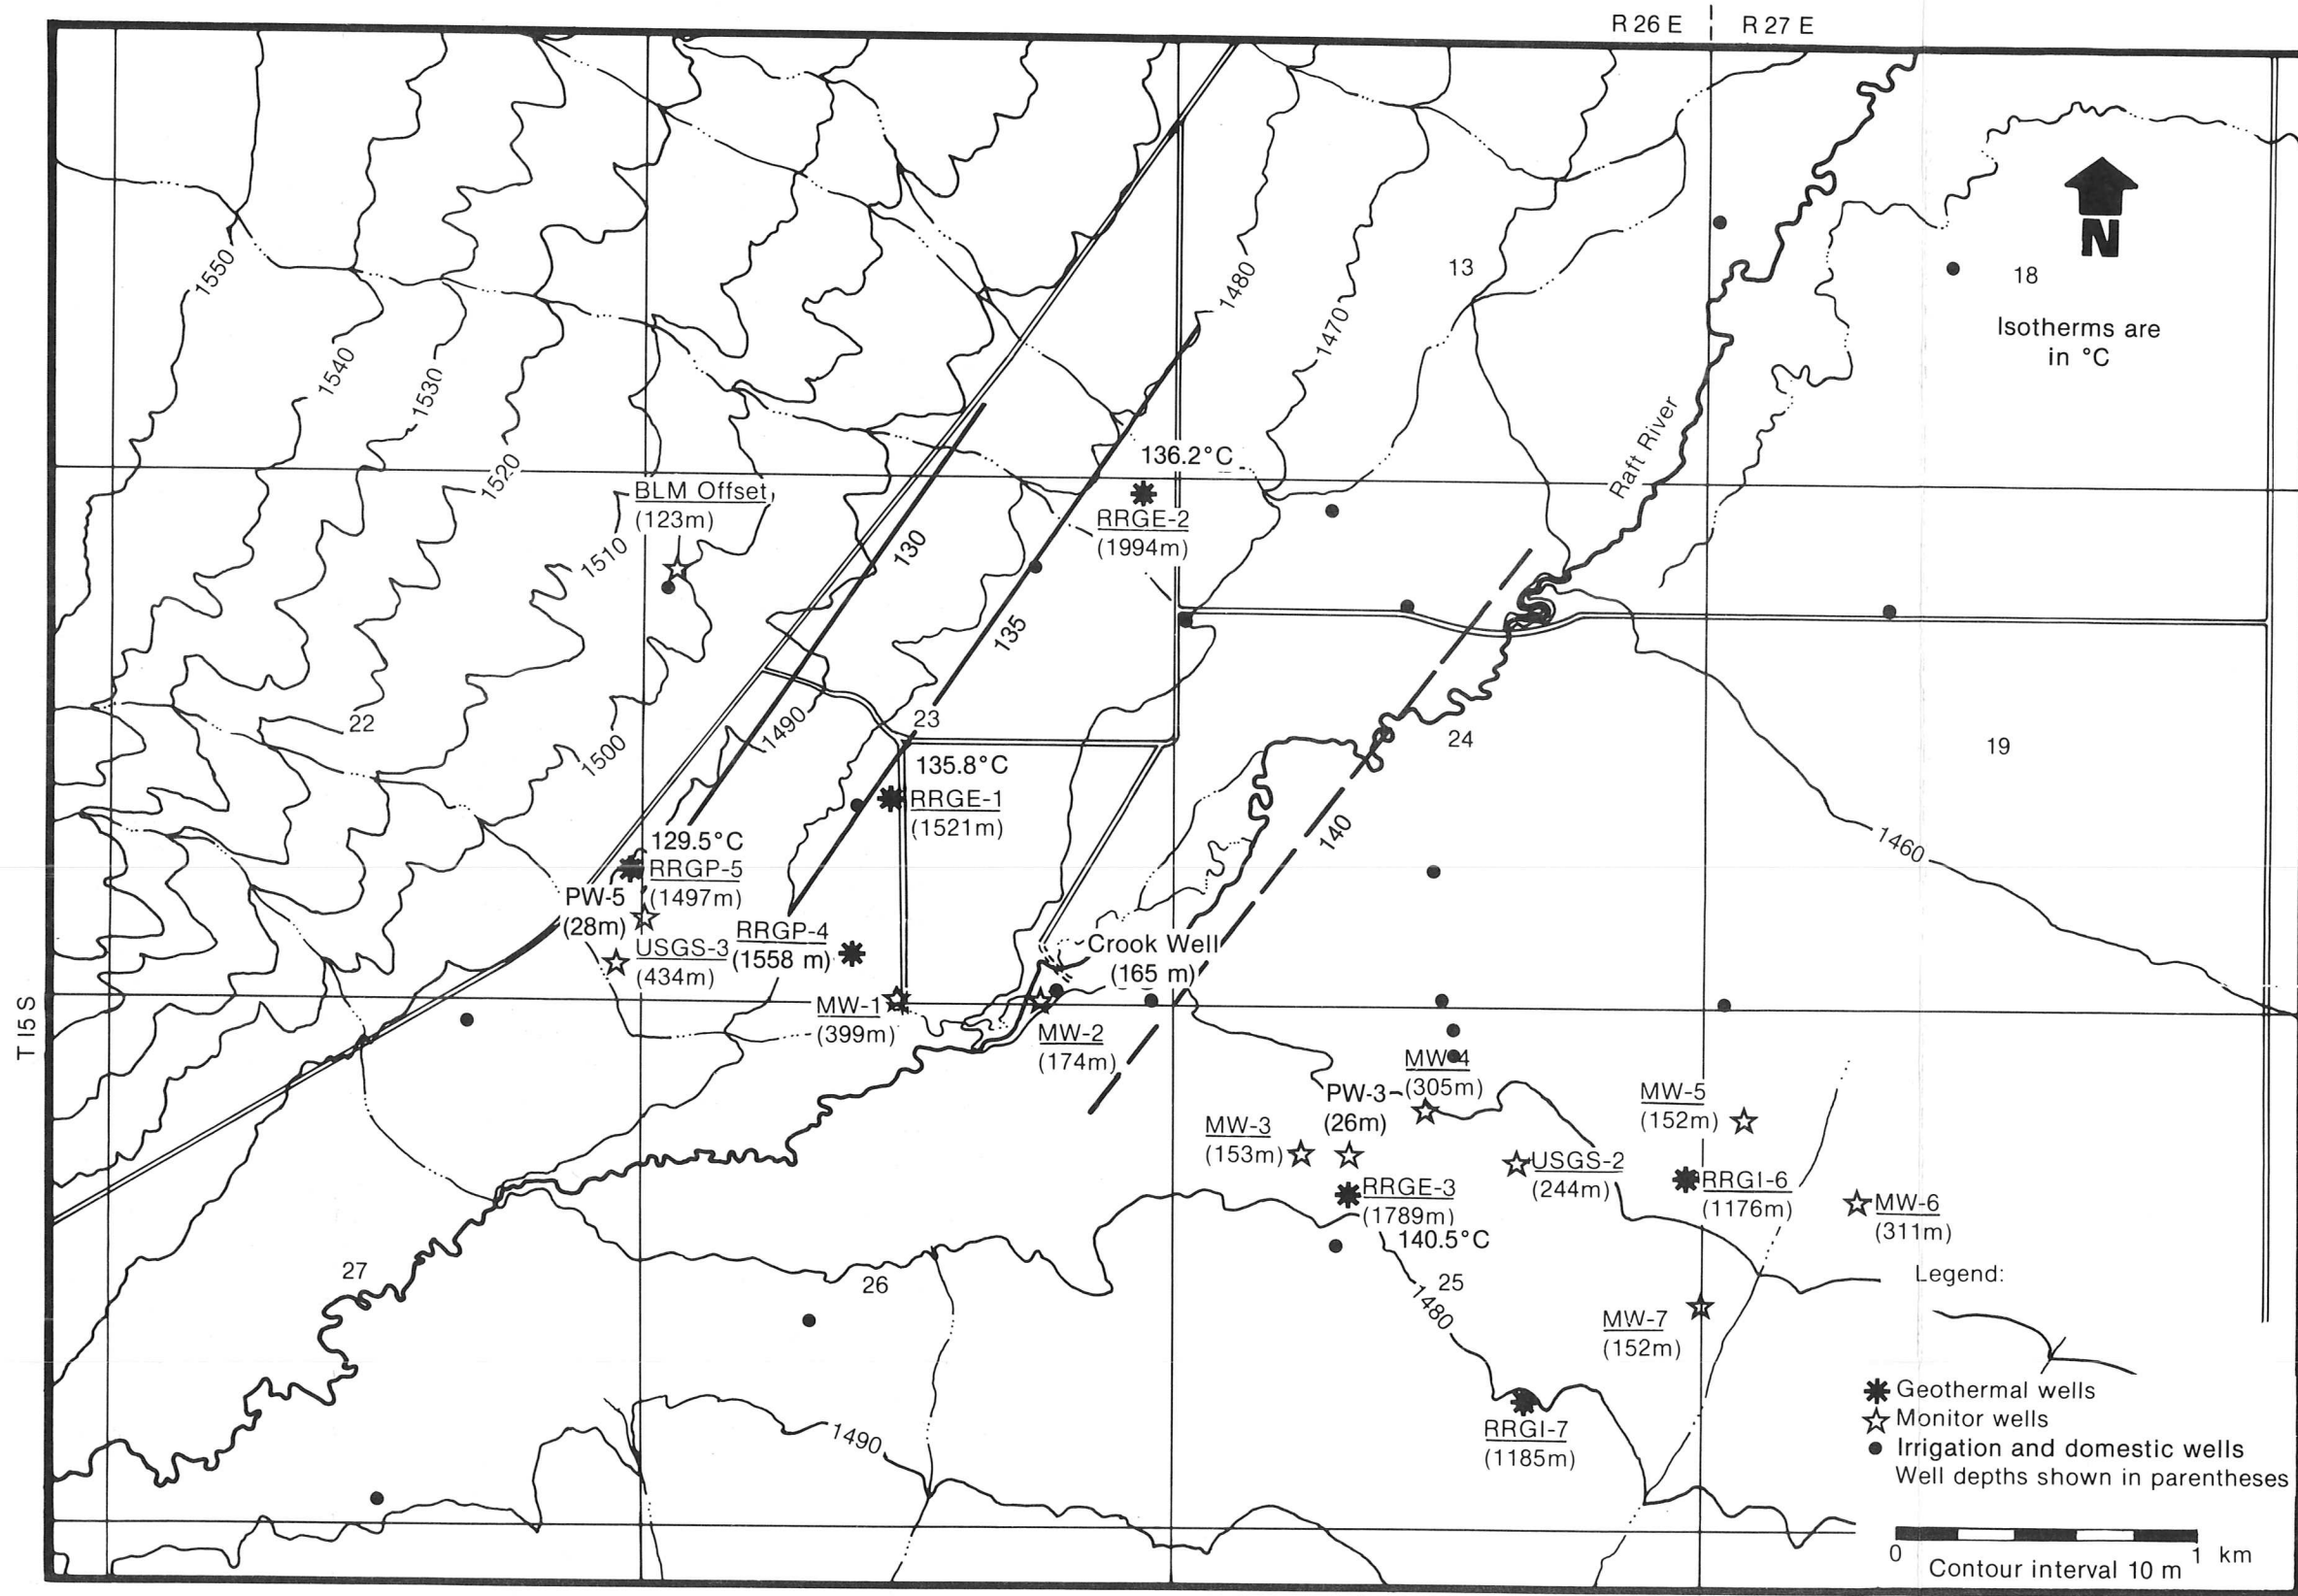 R 26 E
R 27 E
N
13
18
Isotherms are
in °C
1550
1540
1530
1520
1480
1470
Raft River
136.2°C
BLM Offset
(123m)
RRGE-2
(1994m)
1510
130
135
22
1500
1490
23
24
19
135.8°C
RRGE-1
(1521m)
140
1460
129.5°C
RRGP-5
(1497m)
PW-5
(28m)
USGS-3
(434m)
RRGP-4
(1558 m)
Crook Well
(165 m)
T 15 S
MW-1
(399m)
MW-2
(174m)
MW-4
(305m)
PW-3
(26m)
MW-5
(152m)
MW-3
(153m)
USGS-2
(244m)
RRGE-3
(1789m)
140.5°C
RRGI-6
(1176m)
MW-6
(311m)
27
26
25
1480
MW-7
(152m)
RRGI-7
(1185m)
1490
Legend:
Geothermal wells
Monitor wells
Irrigation and domestic wells
Well depths shown in parentheses
0 1 km
Contour interval 10 m